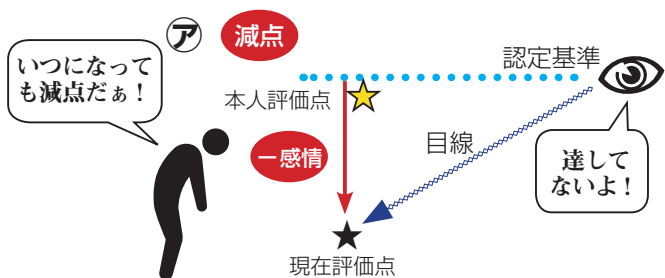 ㋐ 減点
認定基準
いつになって
も減点だぁ！
本人評価点
目線
－感情
達して
ないよ！
現在評価点